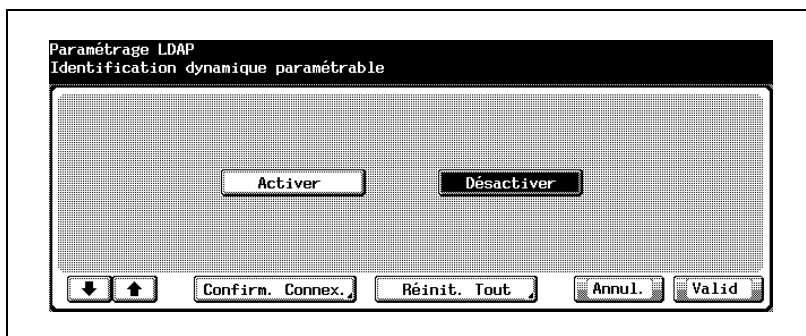 Paramétrage LDAP
Identification dynamique paramétrable
Activer Désactiver
Confirm. Connex. Réinit. Tout Annul. Valid